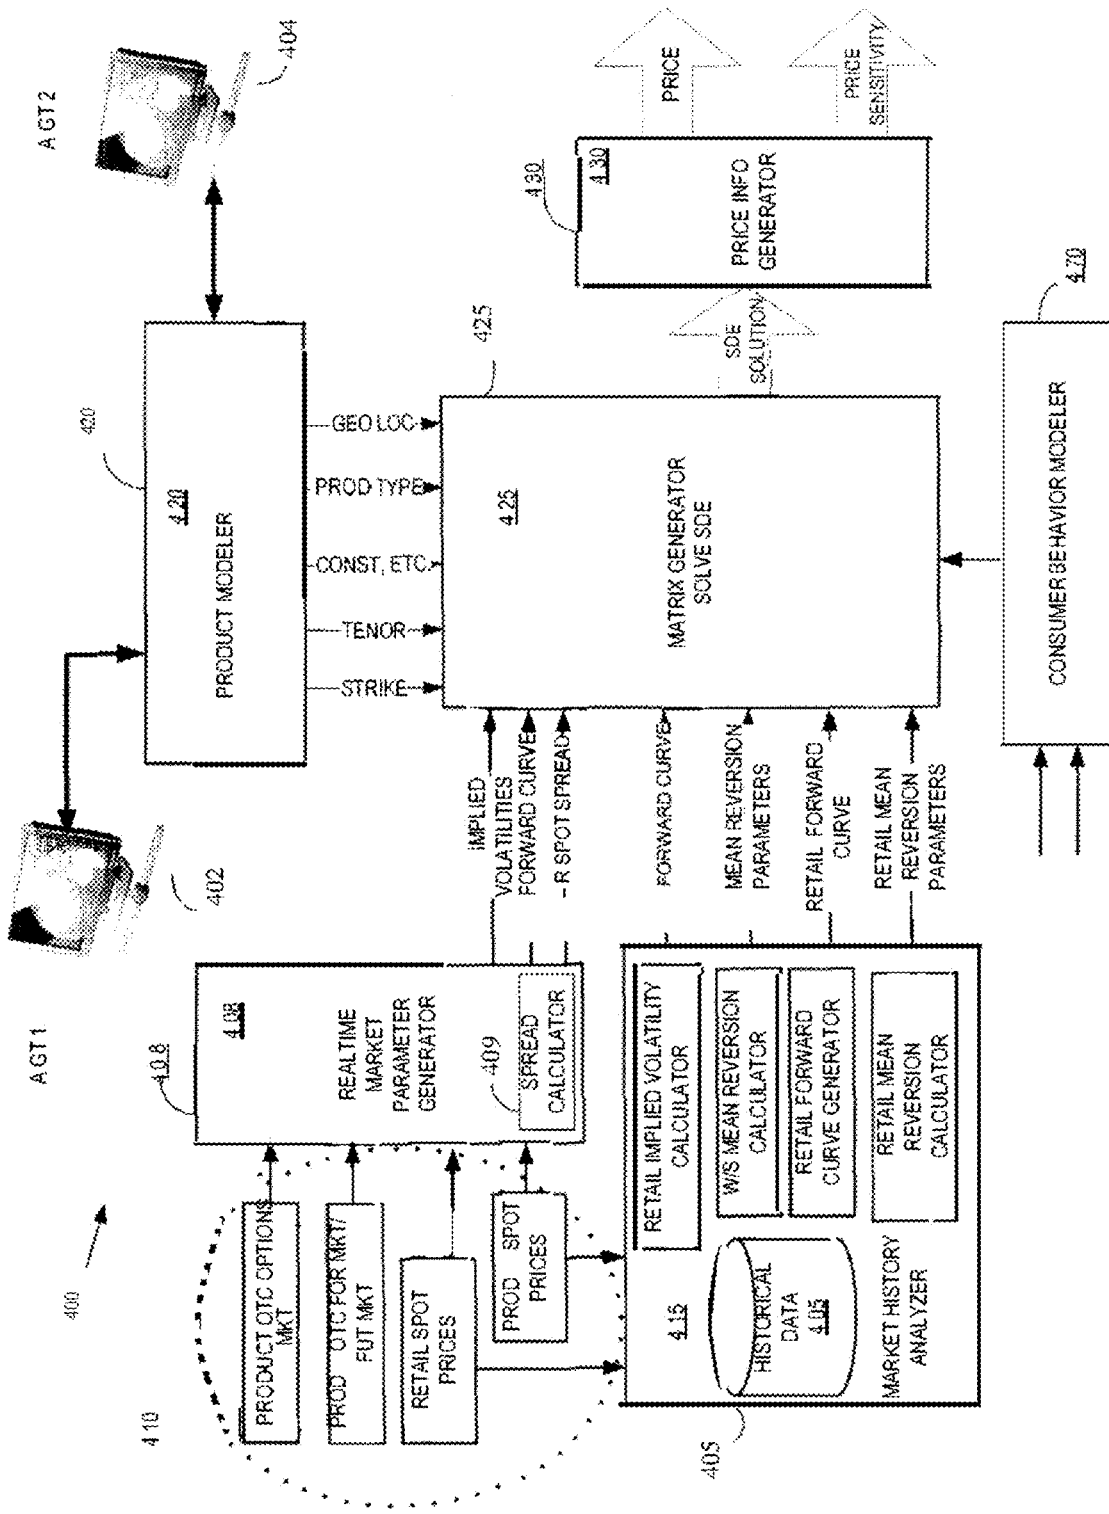 400
410
AGT1
402
AGT2
404
PRODUCT OTC OPTIONS
MKT
PROD OTC FOR MKT/
FUT MKT
RETAIL SPOT
PRICES
PROD SPOT
PRICES
408
408
REALTIME
MARKET
PARAMETER
GENERATOR
409
SPREAD
CALCULATOR
420
420
PRODUCT MODELER
STRIKE
TENOR
CONST, ETC.
PROD TYPE
GEO LOC
IMPLIED
VOLATILITIES
FORWARD CURVE
R SPOT SPREAD
FORWARD CURVE
MEAN REVERSION
PARAMETERS
RETAIL FORWARD
CURVE
RETAIL MEAN
REVERSION
PARAMETERS
425
425
MATRIX GENERATOR
SOLVE SDE
SDE
SOLUTION
430
430
PRICE INFO
GENERATOR
PRICE
PRICE
SENSITIVITY
405
415
HISTORICAL
DATA
405
MARKET HISTORY
ANALYZER
RETAIL IMPLIED VOLATILITY
CALCULATOR
W/S MEAN REVERSION
CALCULATOR
RETAIL FORWARD
CURVE GENERATOR
RETAIL MEAN
REVERSION
CALCULATOR
470
CONSUMER BEHAVIOR MODELER